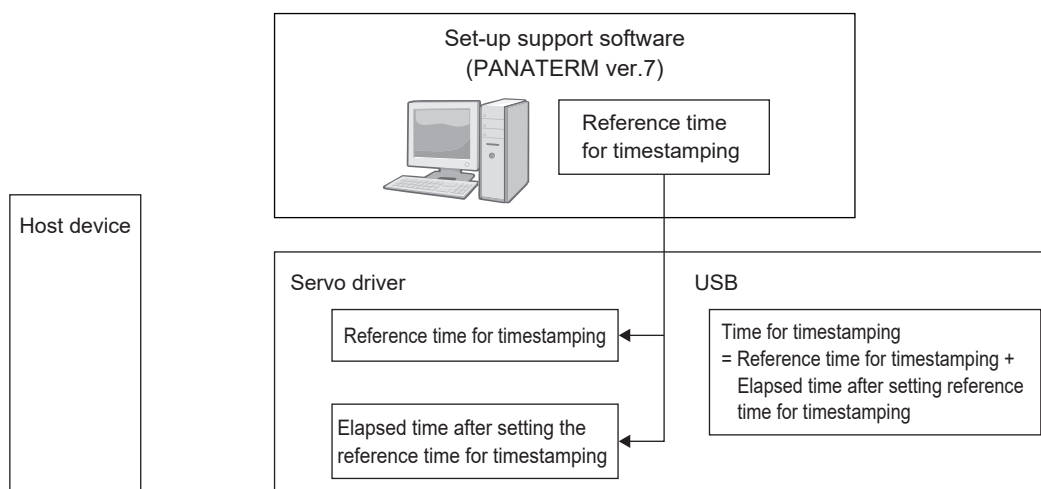 Set-up support software
(PANATERM ver.7)
Reference time
for timestamping
Host device
Servo driver
USB
Reference time for timestamping
Time for timestamping
= Reference time for timestamping +
Elapsed time after setting reference
time for timestamping
Elapsed time after setting the
reference time for timestamping